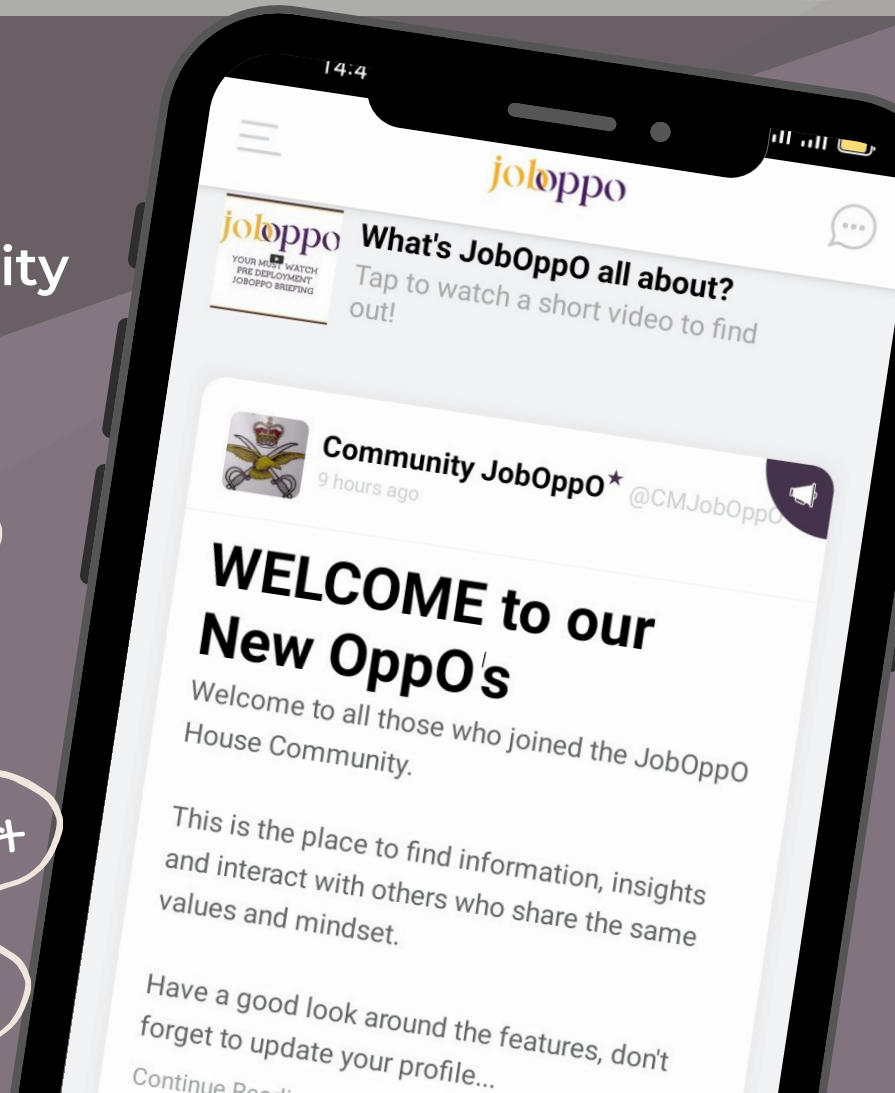 14:4
joboppo
ity
joboppo
YOUR MUST WATCH
PRE DEPLOYMENT
JOBOPPO BRIEFING
What's JobOppO all about?
Tap to watch a short video to find
out!
Community JobOppO★ @CMJobOppO
9 hours ago
WELCOME to our
New OppO's
Welcome to all those who joined the JobOppO
House Community.
This is the place to find information, insights
and interact with others who share the same
values and mindset.
Have a good look around the features, don't
forget to update your profile...
+
Continue Readi